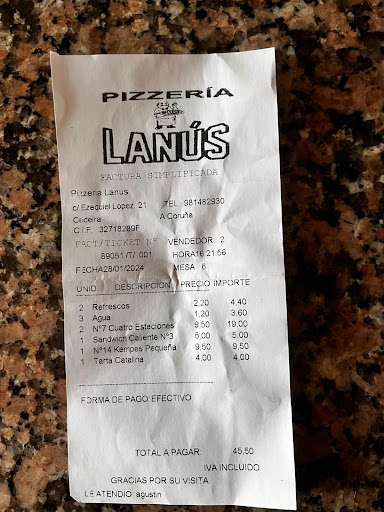 PIZZERÍA
LANÚS
FACTURA SIMPLIFICADA
Pizzeria Lanus
c/ Ezequiel Lopez 21 TEL. 981482930
Cedeira A Coruña
C.I.F. 32718289F
FACT/TICKET Nº VENDEDOR 2
89051 /T/ 001 HORA16:21:56
FECHA28/01/2024 MESA 6
UNID DESCRIPCION PRECIO IMPORTE
2 Refrescos 2,20 4,40
3 Agua 1,20 3,60
2 Nº7 Cuatro Estaciones 9,50 19,00
1 Sandwich Caliente Nº3 5,00 5,00
1 Nº14 Kempes Pequeña 9,50 9,50
1 Tarta Catalina 4,00 4,00
FORMA DE PAGO EFECTIVO
TOTAL A PAGAR 45,50
IVA INCLUIDO
GRACIAS POR SU VISITA
LE ATENDIO agustin